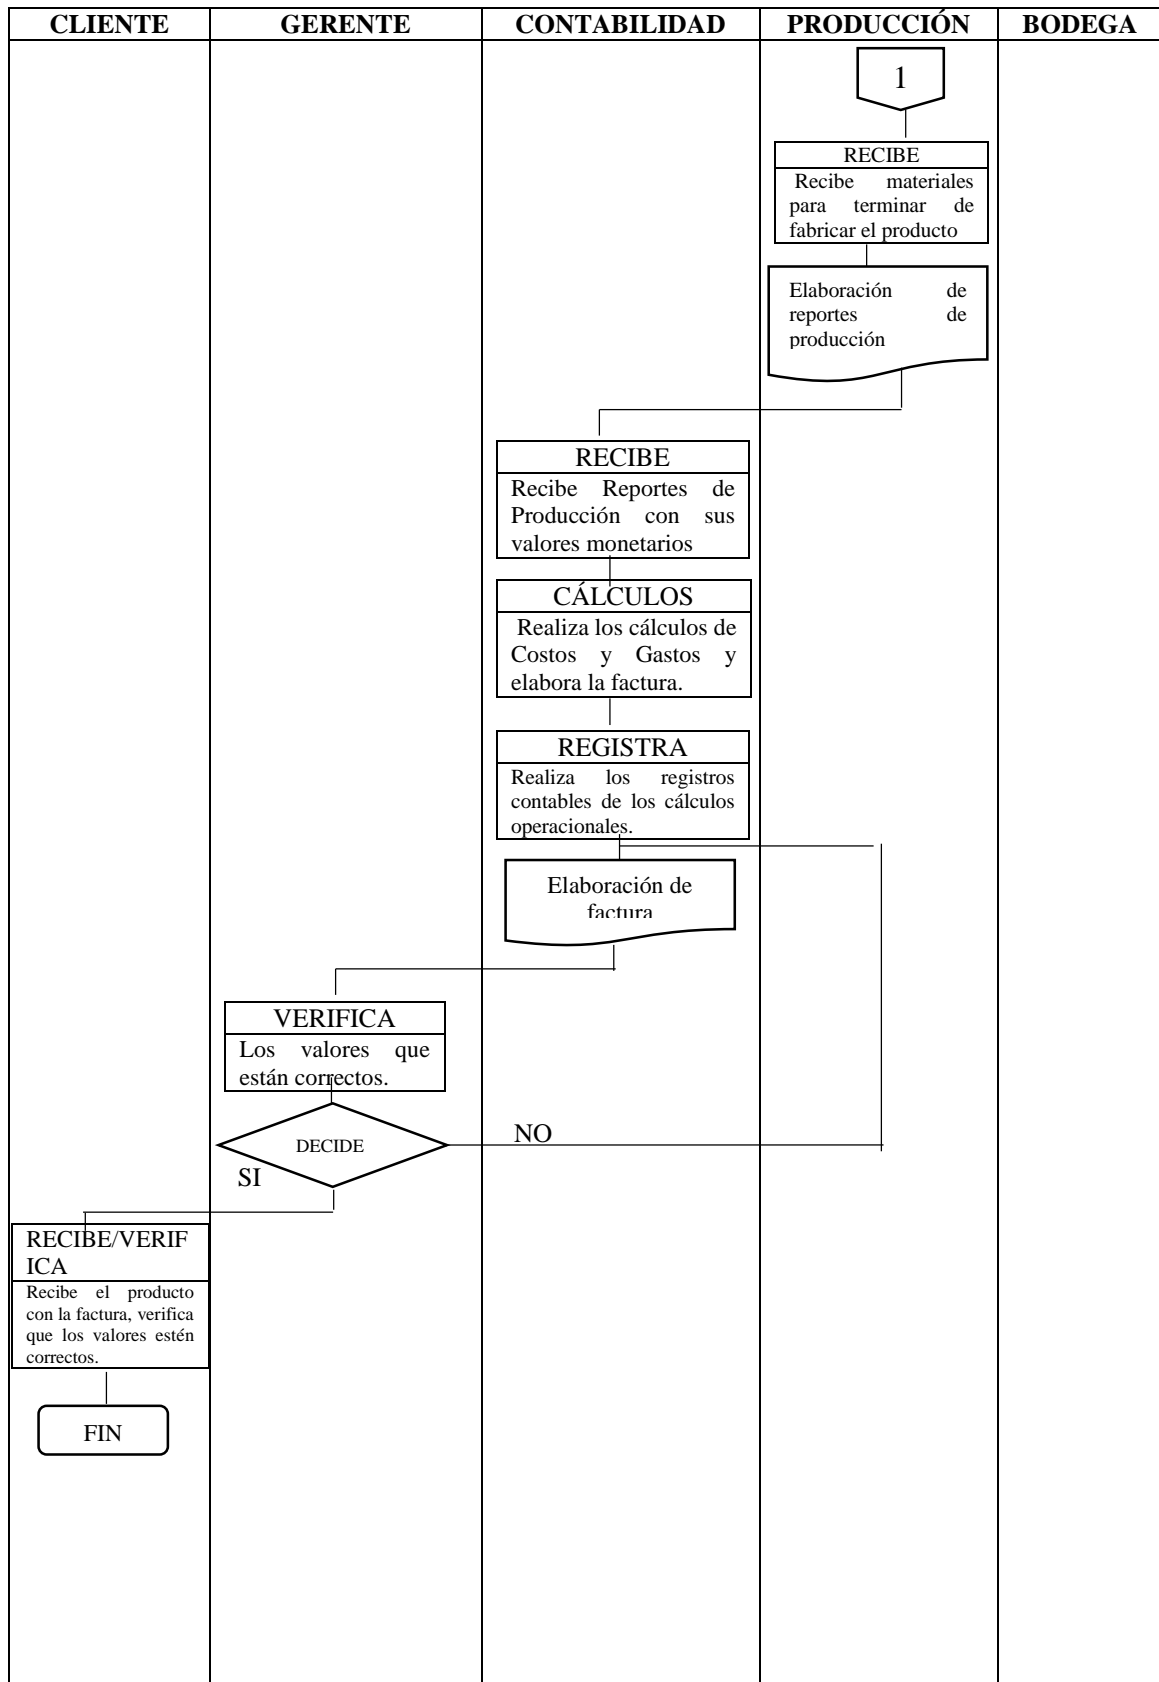 CLIENTE GERENTE CONTABILIDAD PRODUCCIÓN BODEGA
1
RECIBE
Recibe materiales
para terminar de
fabricar el producto
Elaboración de
reportes de
producción
RECIBE
Recibe Reportes de
Producción con sus
valores monetarios
CÁLCULOS
Realiza los cálculos de
Costos y Gastos y
elabora la factura.
REGISTRA
Realiza los registros
contables de los cálculos
operacionales.
Elaboración de
factura
VERIFICA
Los valores que
están correctos.
DECIDE
NO
SI
RECIBE/VERIF
ICA
Recibe el producto
con la factura, verifica
que los valores estén
correctos.
FIN